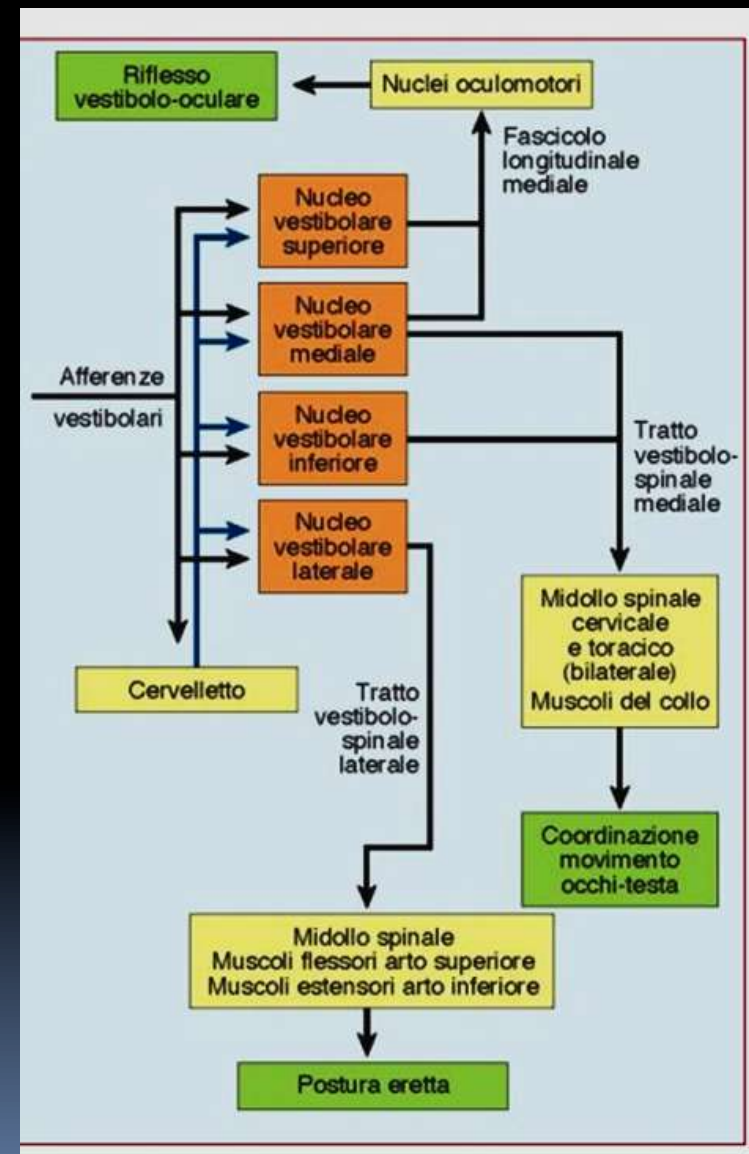 Riflesso
vestibolo-oculare
Nuclei oculomotori
Fascicolo
longitudinale
mediale
Nucleo
vestibolare
superiore
Nucleo
vestibolare
mediale
Afferenze
vestibolari
Nucleo
vestibolare
inferiore
Tratto
vestibolo-
spinale
mediale
Nucleo
vestibolare
laterale
Midollo spinale
cervicale
e toracico
(bilaterale)
Muscoli del collo
Cervelletto
Tratto
vestibolo-
spinale
laterale
Coordinazione
movimento
occhi-testa
Midollo spinale
Muscoli flessori arto superiore
Muscoli estensori arto inferiore
Postura eretta